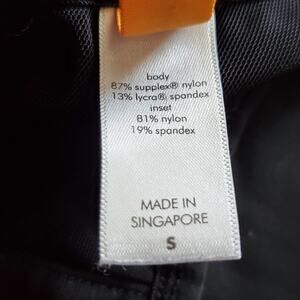 body
87% supplex® nylon
13% lycra® spandex
inset
81% nylon
19% spandex
MADE IN
SINGAPORE
S